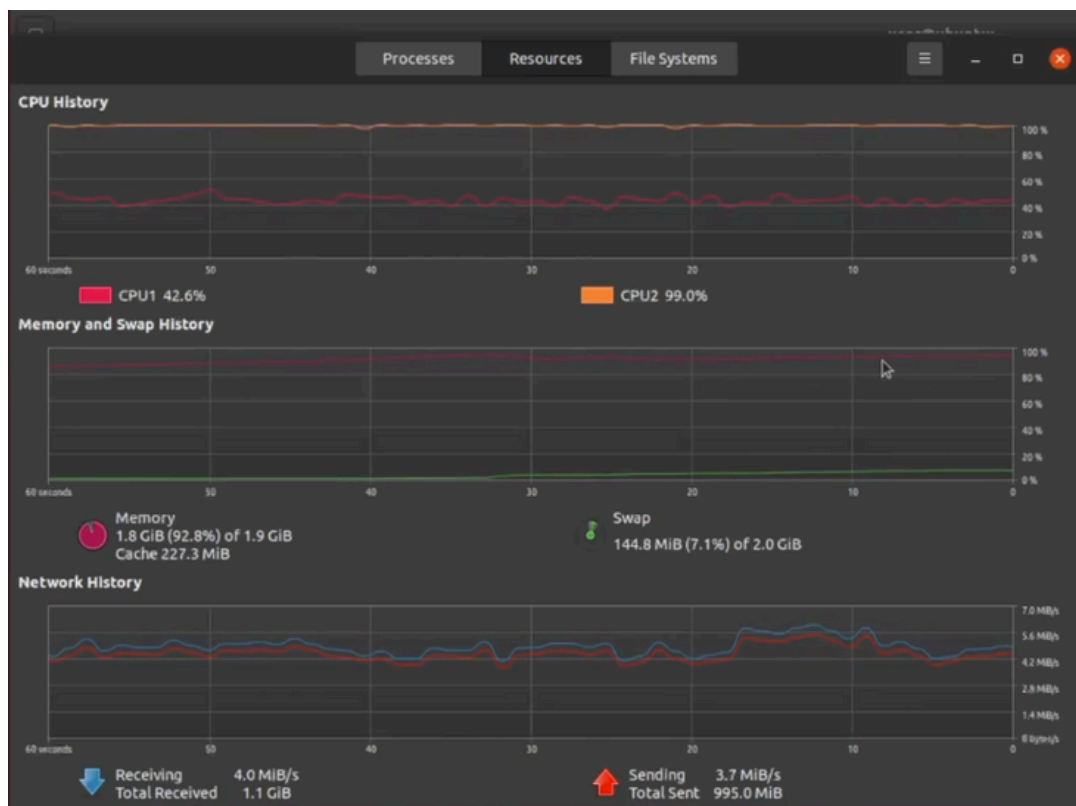 Processes Resources File Systems
CPU History
100 %
80 %
60 %
40 %
20 %
0 %
60 seconds 50 40 30 20 10 0
CPU1 42.6% CPU2 99.0%
Memory and Swap History
100 %
80 %
60 %
40 %
20 %
0 %
60 seconds 50 40 30 20 10 0
Memory
1.8 GiB (92.8%) of 1.9 GiB
Cache 227.3 MiB
Swap
144.8 MiB (7.1%) of 2.0 GiB
Network History
7.0 MiB/s
5.6 MiB/s
4.2 MiB/s
2.8 MiB/s
1.4 MiB/s
0 bytes/s
60 seconds 50 40 30 20 10 0
Receiving 4.0 MiB/s
Total Received 1.1 GiB
Sending 3.7 MiB/s
Total Sent 995.0 MiB